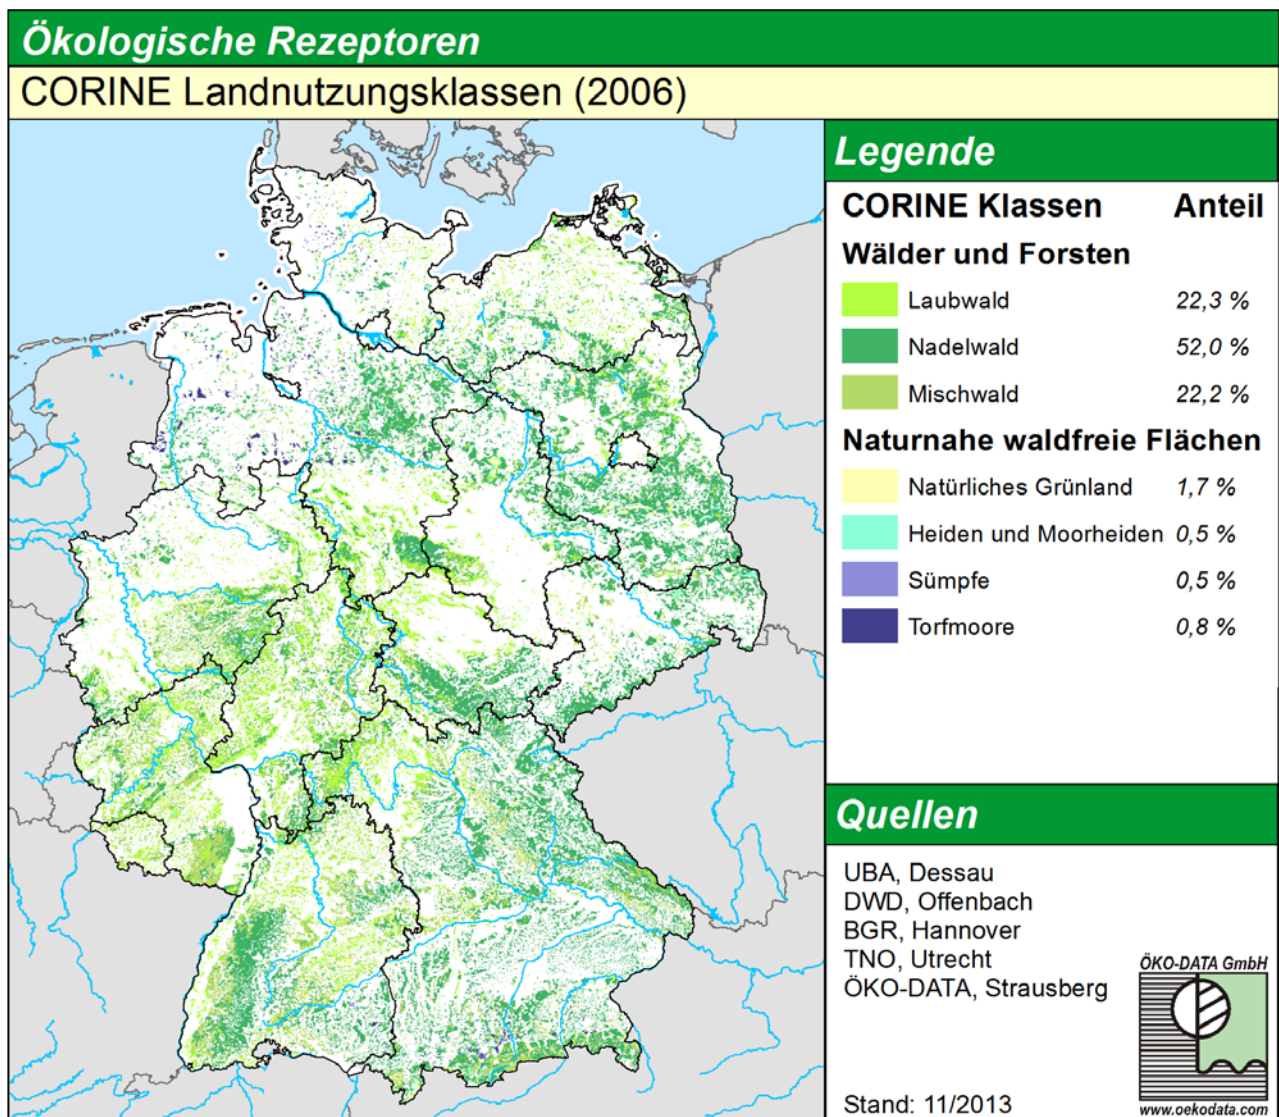 Ökologische Rezeptoren
CORINE Landnutzungsklassen (2006)
Legende
CORINE Klassen Anteil
Wälder und Forsten
Laubwald 22,3 %
Nadelwald 52,0 %
Mischwald 22,2 %
Naturnahe waldfreie Flächen
Natürliches Grünland 1,7 %
Heiden und Moorheiden 0,5 %
Sümpfe 0,5 %
Torfmoore 0,8 %
Quellen
UBA, Dessau
DWD, Offenbach
BGR, Hannover
TNO, Utrecht
ÖKO-DATA, Strausberg
Stand: 11/2013
ÖKO-DATA GmbH
www.oekodata.com